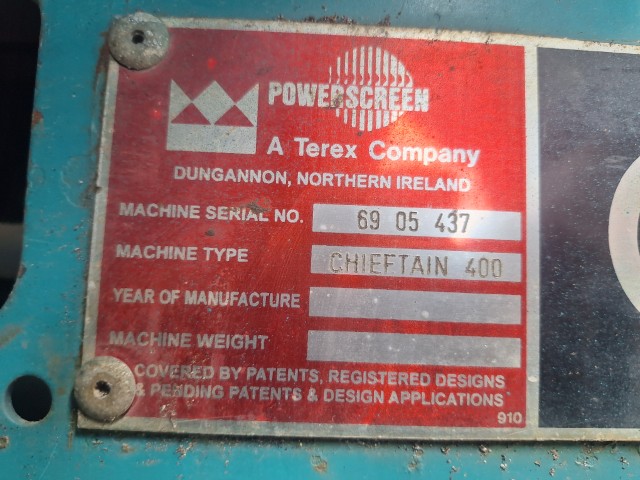 POWERSCREEN
A Terex Company
DUNGANNON, NORTHERN IRELAND
MACHINE SERIAL NO. 69 05 437
MACHINE TYPE CHIEFTAIN 400
YEAR OF MANUFACTURE
MACHINE WEIGHT
COVERED BY PATENTS, REGISTERED DESIGNS
& PENDING PATENTS & DESIGN APPLICATIONS
910